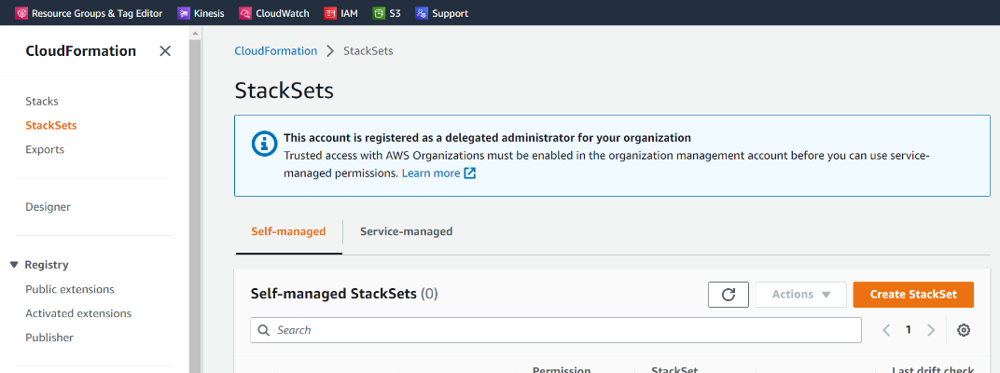 Resource Groups & Tag Editor Kinesis CloudWatch IAM S3 Support
CloudFormation
Stacks
StackSets
Exports
Designer
Registry
Public extensions
Activated extensions
Publisher
CloudFormation StackSets
StackSets
This account is registered as a delegated administrator for your organization
Trusted access with AWS Organizations must be enabled in the organization management account before you can use service-
managed permissions. Learn more
Self-managed Service-managed
Self-managed StackSets (0)
Actions Create StackSet
Search
1
Permission StackSet Last drift check